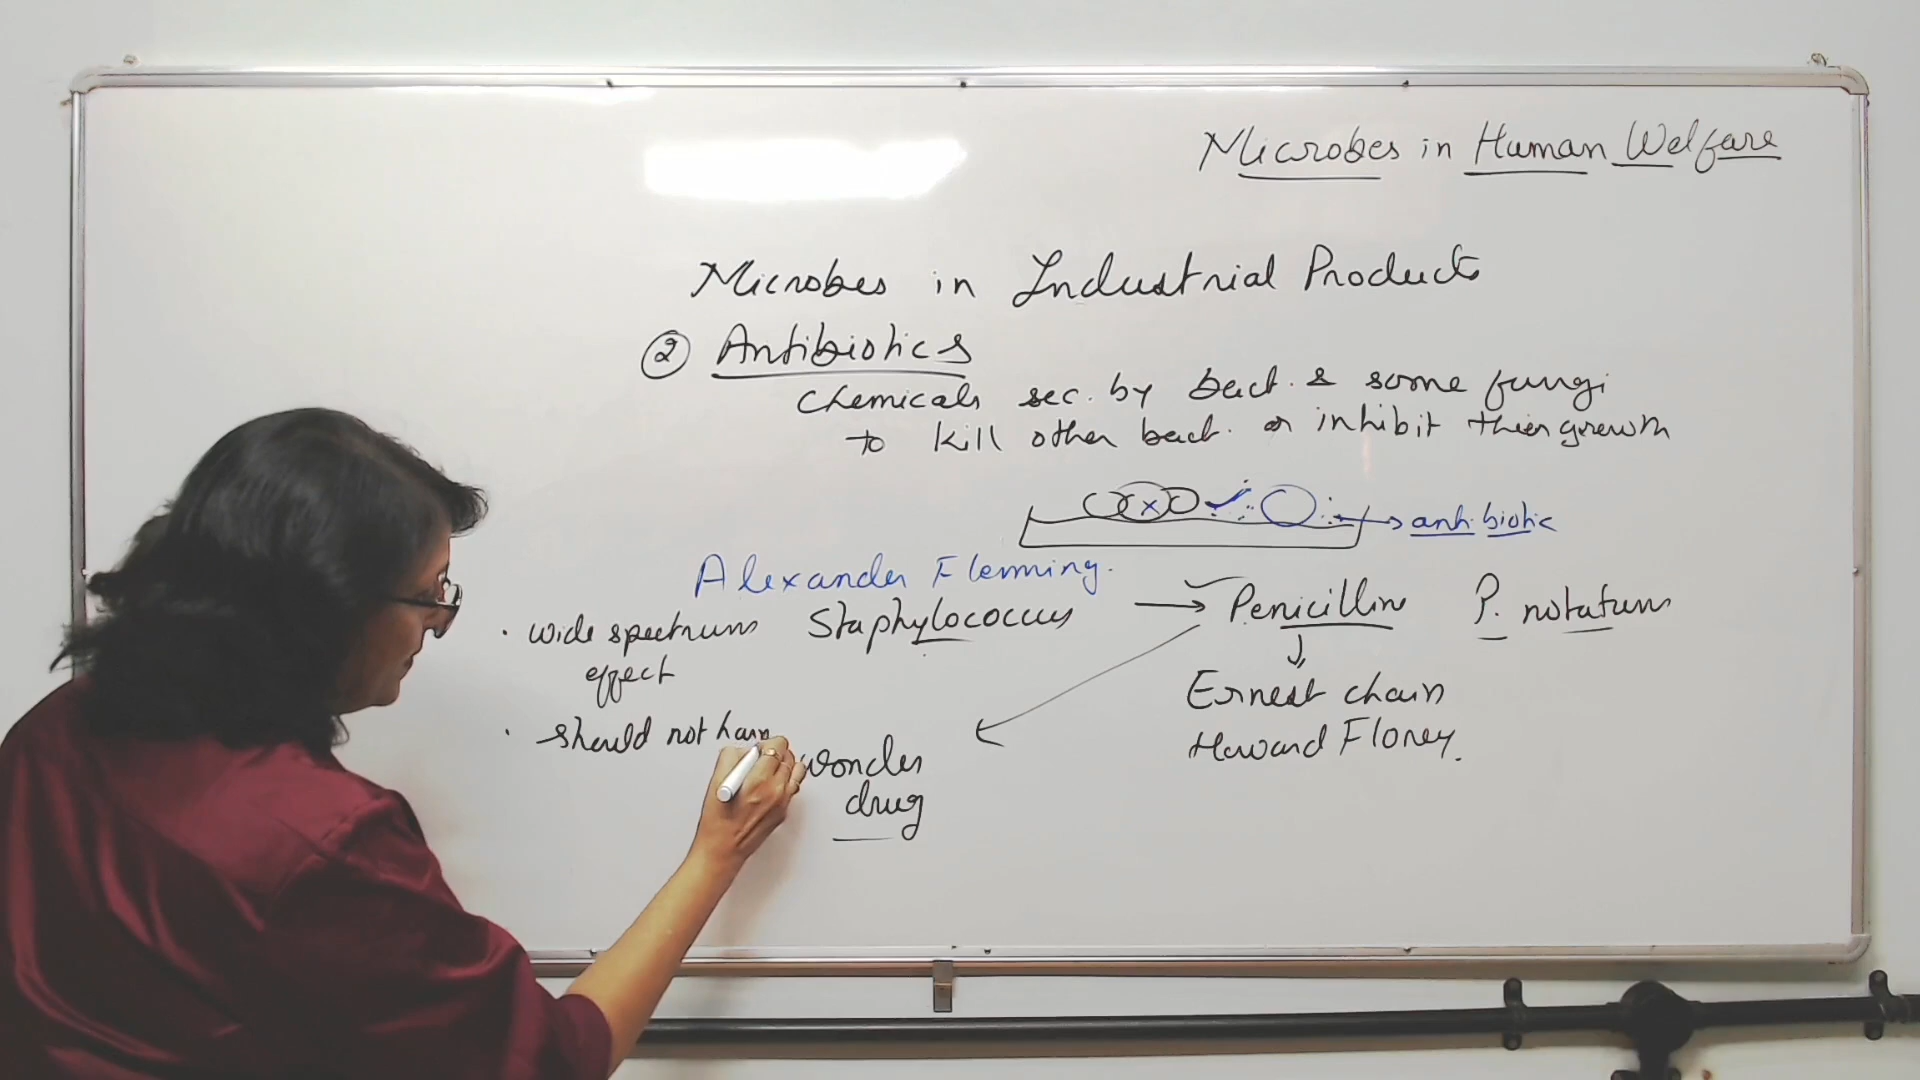 Microbes in Human Welfare
Microbes in Industrial Products
② Antibiotics
Chemicals sec. by bact. & some fungi
to kill other bact. or inhibit their growth
x
antibiotic
Alexander Flemming.
Staphylococcus → Penicillin P. notatum
• wide spectrum
effect
Ernest chain
Howard Florey.
• should not harm
wonder
drug